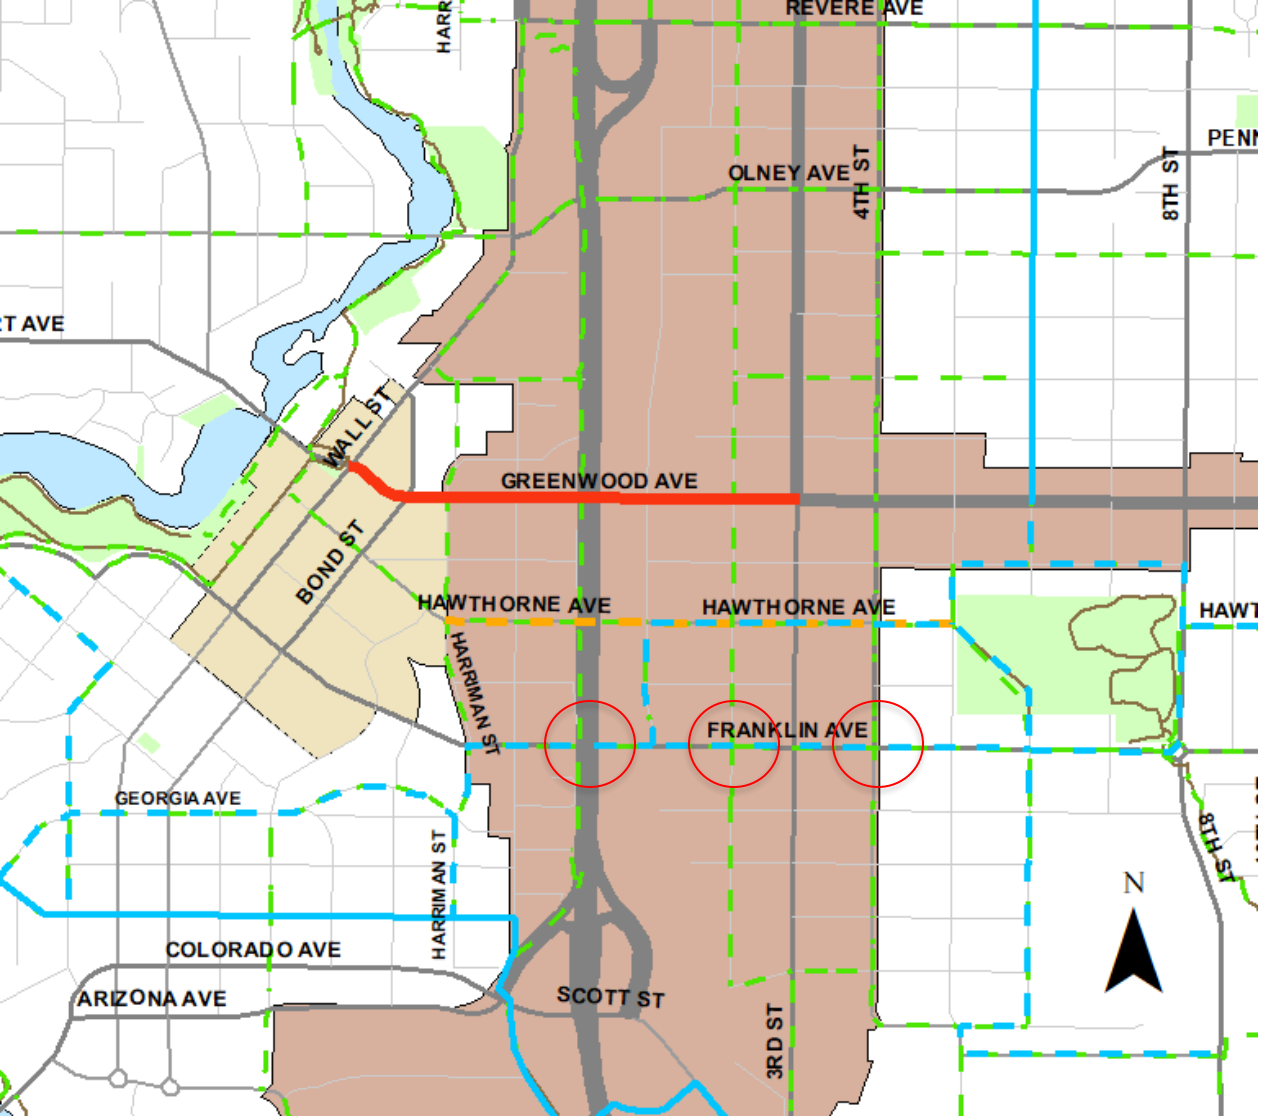 REVERE AVE
HARR
PENN
OLNEY AVE
4TH ST
8TH ST
RT AVE
WALL ST
GREENWOOD AVE
BOND ST
HAWTHORNE AVE
HAWTHORNE AVE
HAWT
HARRIMAN ST
FRANKLIN AVE
GEORGIA AVE
8TH ST
HARRIMAN ST
N
COLORADO AVE
ARIZONA AVE
SCOTT ST
3RD ST